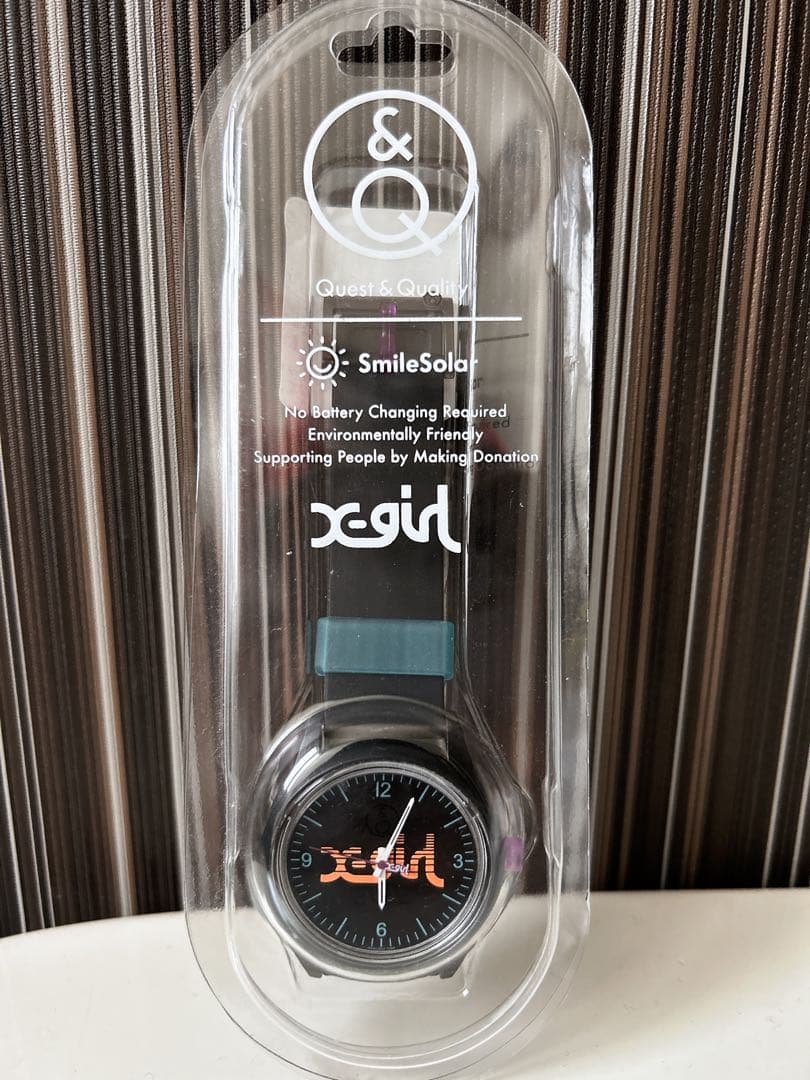 &
Q
Quest & Quality
SmileSolar
No Battery Changing Required
Environmentally Friendly
Supporting People by Making Donation
X-girl
12
&Q
X-girl
X-girl
9
3
6